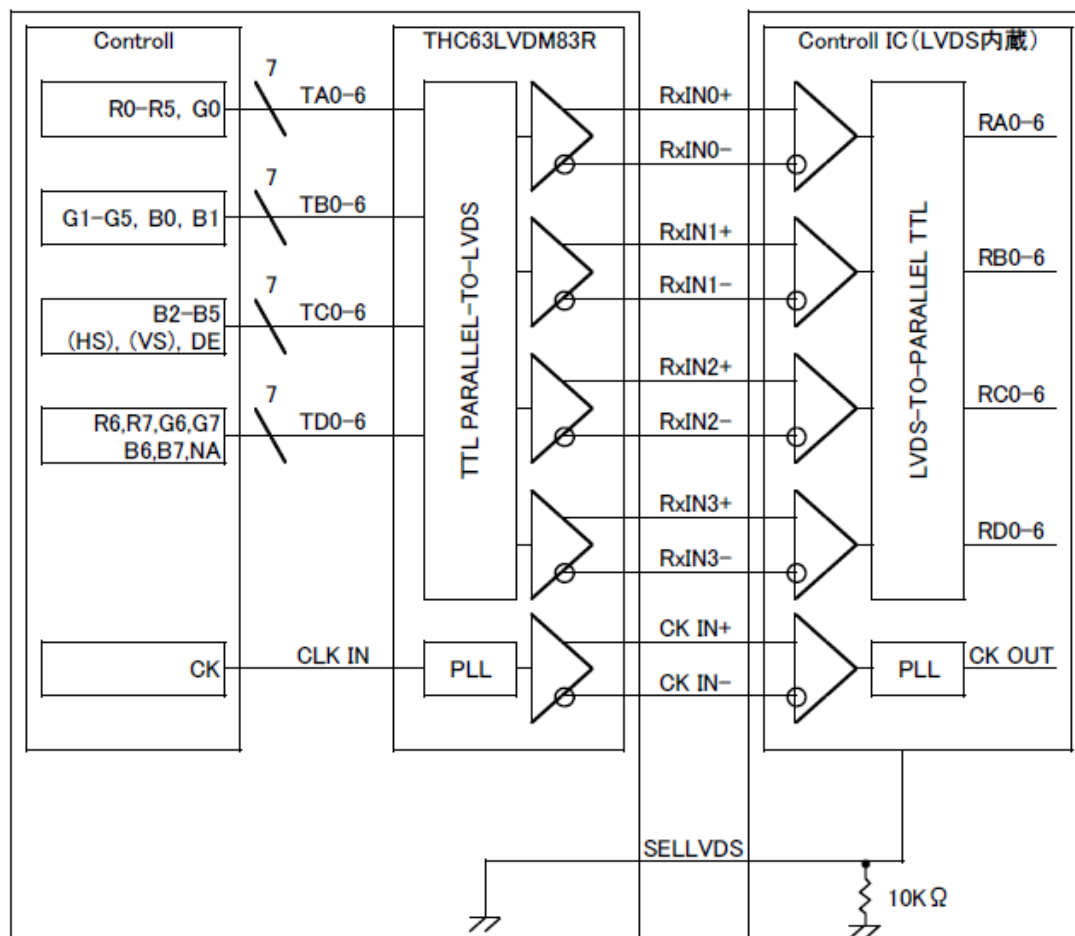 Controll
THC63LVDM83R
Controll IC(LVDS内蔵)
R0-R5, G0
7
TA0-6
RxIN0+
RxIN0-
RA0-6
G1-G5, B0, B1
7
TB0-6
RxIN1+
RxIN1-
RB0-6
B2-B5
(HS), (VS), DE
7
TC0-6
RxIN2+
RxIN2-
RC0-6
R6,R7,G6,G7
B6,B7,NA
7
TD0-6
RxIN3+
RxIN3-
RD0-6
TTL PARALLEL-TO-LVDS
LVDS-TO-PARALLEL TTL
CK
CLK IN
PLL
CK IN+
CK IN-
PLL
CK OUT
SELLVDS
10KΩ